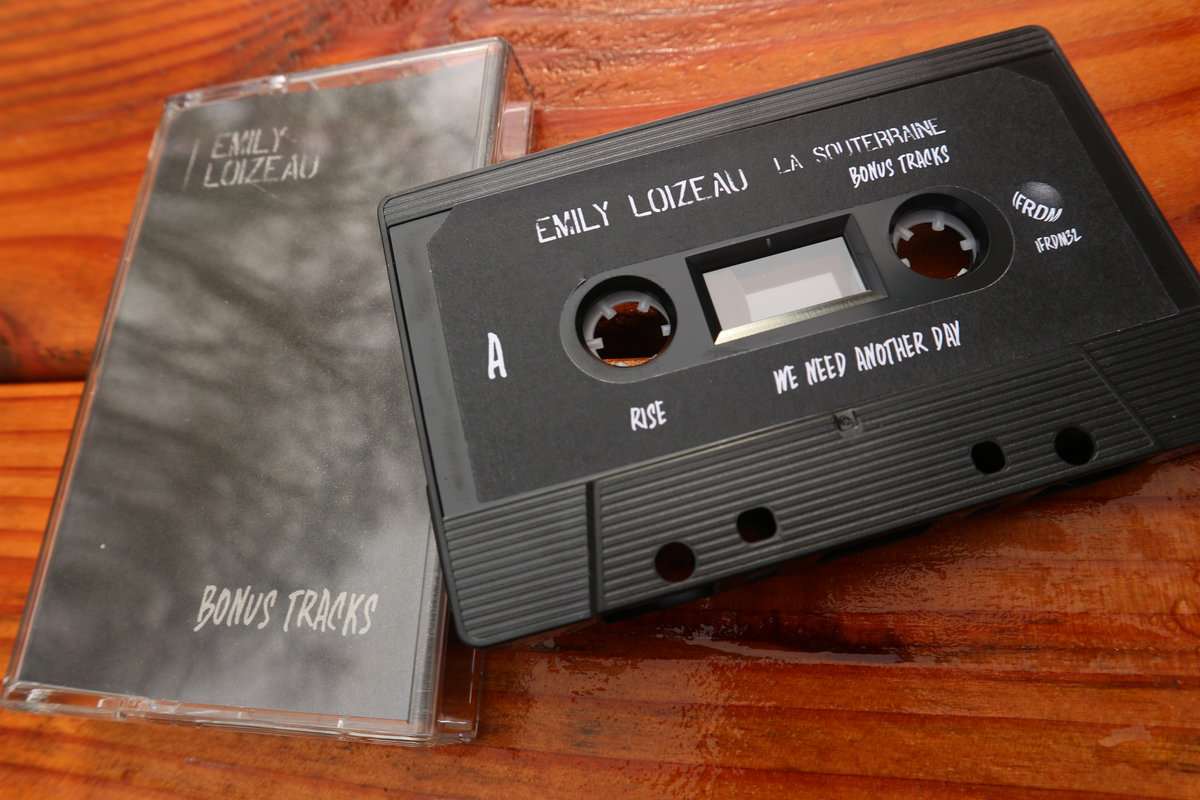 EMILY
LOIZEAU
BONUS TRACKS
EMILY LOIZEAU
LA SOUTERRAINE
BONUS TRACKS
IFRDM
IFRDM32
A
RISE
WE NEED ANOTHER DAY